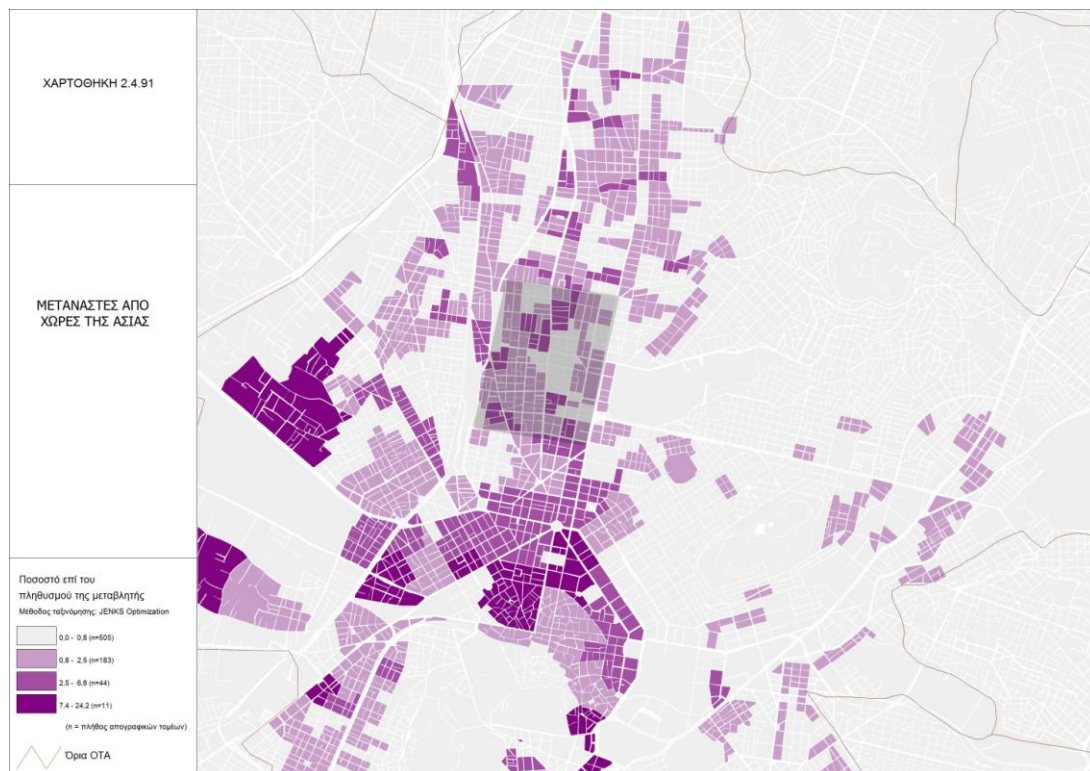 ΧΑΡΤΟΘΗΚΗ 2.4.91
ΜΕΤΑΝΑΣΤΕΣ ΑΠΟ
ΧΩΡΕΣ ΤΗΣ ΑΣΙΑΣ
Ποσοστό επί του
πληθυσμού της μεταβλητής
Μέθοδος ταξινόμησης: JENKS Optimization
0,0 - 0,8 (n=505)
0,8 - 2,5 (n=183)
2,5 - 6,8 (n=44)
7,4 - 24,2 (n=11)
(n = πλήθος απογραφικών τομέων)
Όρια ΟΤΑ